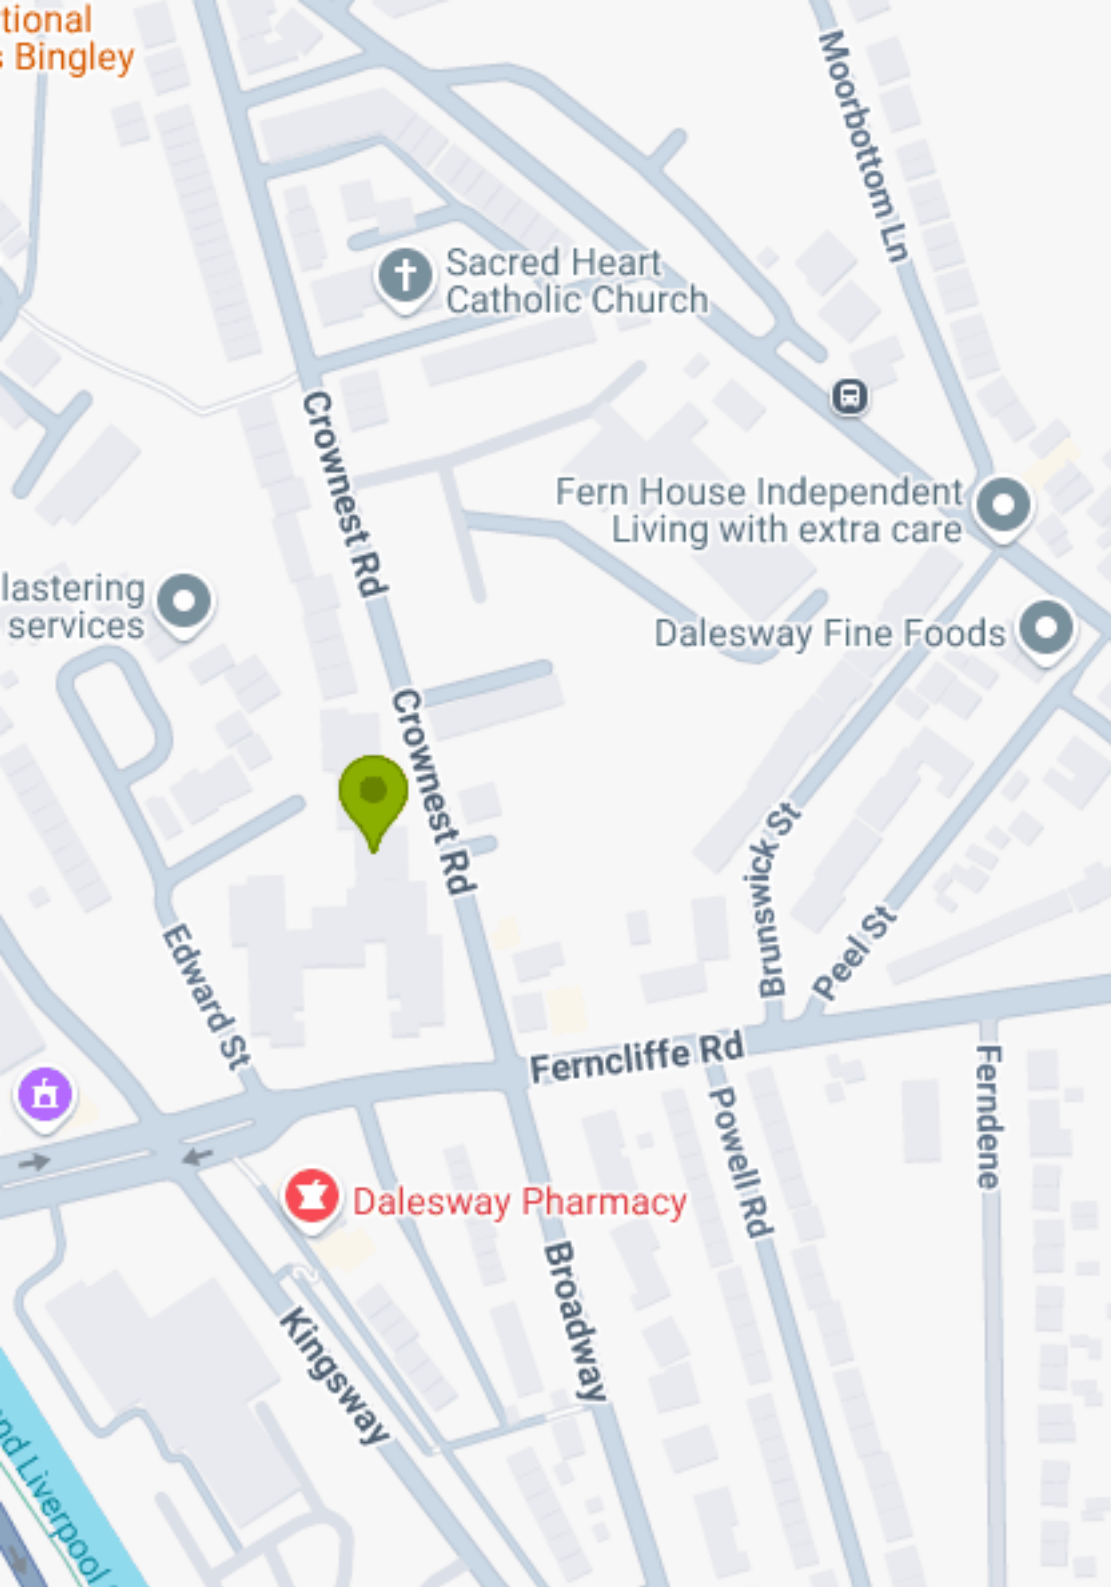 tional
s Bingley
Moorbottom Ln
Sacred Heart
Catholic Church
Crownest Rd
Fern House Independent
Living with extra care
lastering
services
Dalesway Fine Foods
Crownest Rd
Brunswick St
Peel St
Edward St
Ferncliffe Rd
Ferndene
Powell Rd
Dalesway Pharmacy
Broadway
Kingsway
nd Liverpool